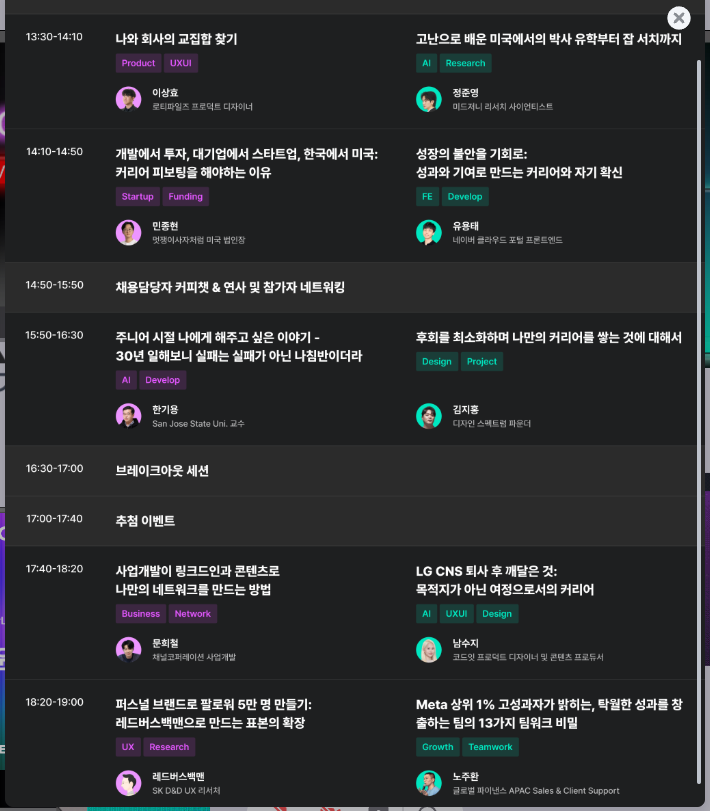 13:30-14:10
나와 회사의 교집합 찾기
Product UXUI
이상효
로티파일즈 프로덕트 디자이너
고난으로 배운 미국에서의 박사 유학부터 잡 서치까지
AI Research
정준영
미드저니 리서치 사이언티스트
14:10-14:50
개발에서 투자, 대기업에서 스타트업, 한국에서 미국:
커리어 피보팅을 해야하는 이유
Startup Funding
민종현
멋쟁이사자처럼 미국 법인장
성장의 불안을 기회로:
성과와 기여로 만드는 커리어와 자기 확신
FE Develop
유용태
네이버 클라우드 포털 프론트엔드
14:50-15:50
채용담당자 커피챗 & 연사 및 참가자 네트워킹
15:50-16:30
주니어 시절 나에게 해주고 싶은 이야기 -
30년 일해보니 실패는 실패가 아닌 나침반이더라
AI Develop
한기용
San Jose State Uni. 교수
후회를 최소화하며 나만의 커리어를 쌓는 것에 대해서
Design Project
김지홍
디자인 스펙트럼 파운더
16:30-17:00
브레이크아웃 세션
17:00-17:40
추첨 이벤트
17:40-18:20
사업개발이 링크드인과 콘텐츠로
나만의 네트워크를 만드는 방법
Business Network
문희철
채널코퍼레이션 사업개발
LG CNS 퇴사 후 깨달은 것:
목적지가 아닌 여정으로서의 커리어
AI UXUI Design
남수지
코드잇 프로덕트 디자이너 및 콘텐츠 프로듀서
18:20-19:00
퍼스널 브랜드로 팔로워 5만 명 만들기:
레드버스백맨으로 만드는 표본의 확장
UX Research
레드버스백맨
SK D&D UX 리서처
Meta 상위 1% 고성과자가 밝히는, 탁월한 성과를 창
출하는 팀의 13가지 팀워크 비밀
Growth Teamwork
노주환
글로벌 파이낸스 APAC Sales & Client Support